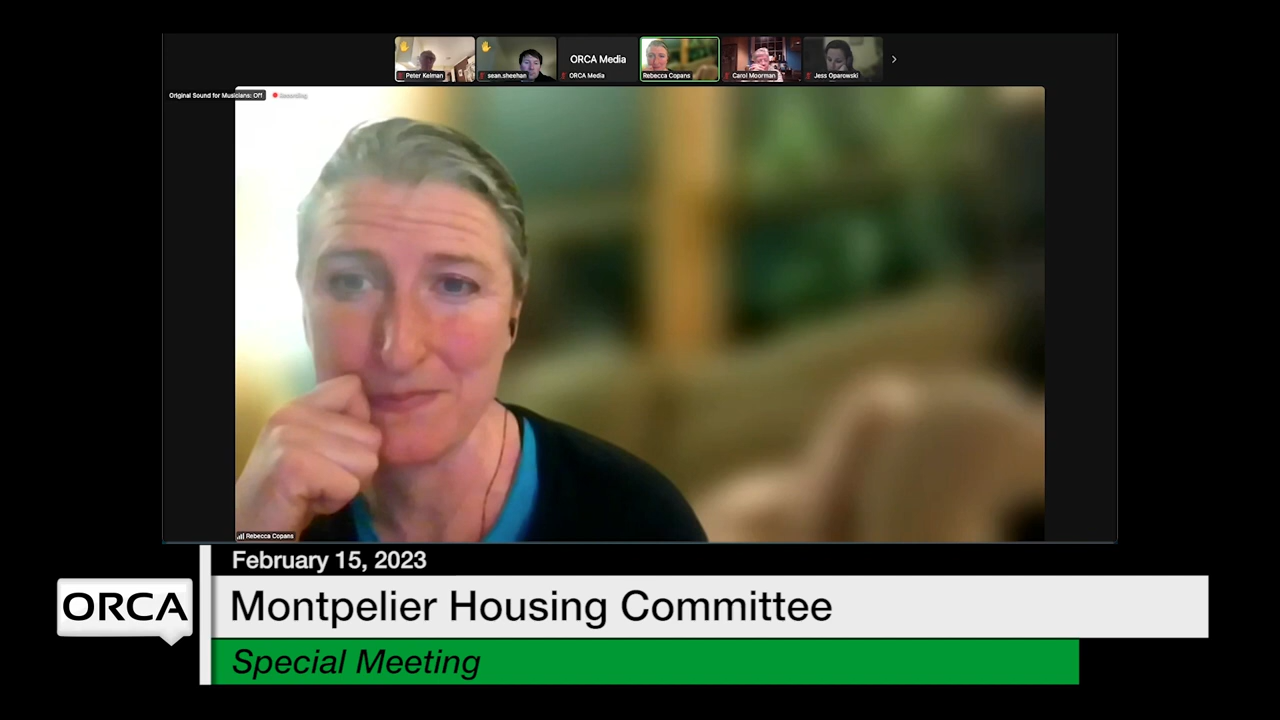 Peter Kelman
sean.sheehan
ORCA Media
ORCA Media
Rebecca Copans
Carol Moorman
Jess Oparowski
Original Sound for Musicians: Off
Recording
Rebecca Copans
February 15, 2023
ORCA
Montpelier Housing Committee
Special Meeting